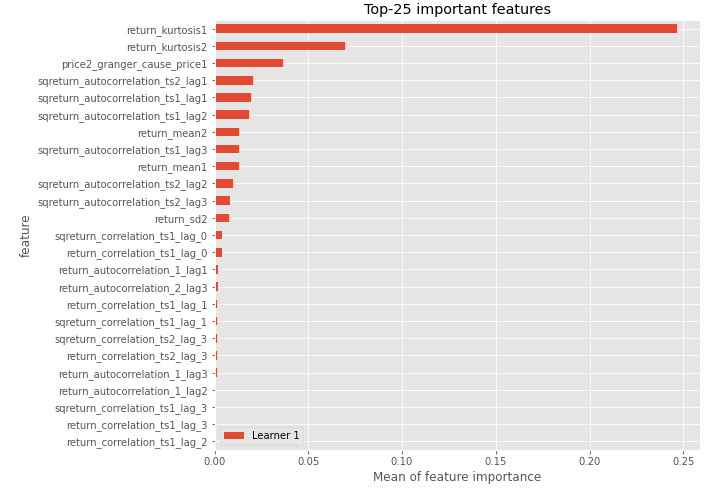 Top-25 important features
return_kurtosis1
return_kurtosis2
price2_granger_cause_price1
sqreturn_autocorrelation_ts2_lag1
sqreturn_autocorrelation_ts1_lag1
sqreturn_autocorrelation_ts1_lag2
return_mean2
sqreturn_autocorrelation_ts1_lag3
return_mean1
sqreturn_autocorrelation_ts2_lag2
sqreturn_autocorrelation_ts2_lag3
return_sd2
sqreturn_correlation_ts1_lag_0
return_correlation_ts1_lag_0
return_autocorrelation_1_lag1
return_autocorrelation_2_lag3
return_correlation_ts1_lag_1
sqreturn_correlation_ts1_lag_1
sqreturn_correlation_ts2_lag_3
return_correlation_ts2_lag_3
return_autocorrelation_1_lag3
return_autocorrelation_1_lag2
sqreturn_correlation_ts1_lag_3
return_correlation_ts1_lag_3
return_correlation_ts1_lag_2
feature
Learner 1
0.00 0.05 0.10 0.15 0.20 0.25
Mean of feature importance